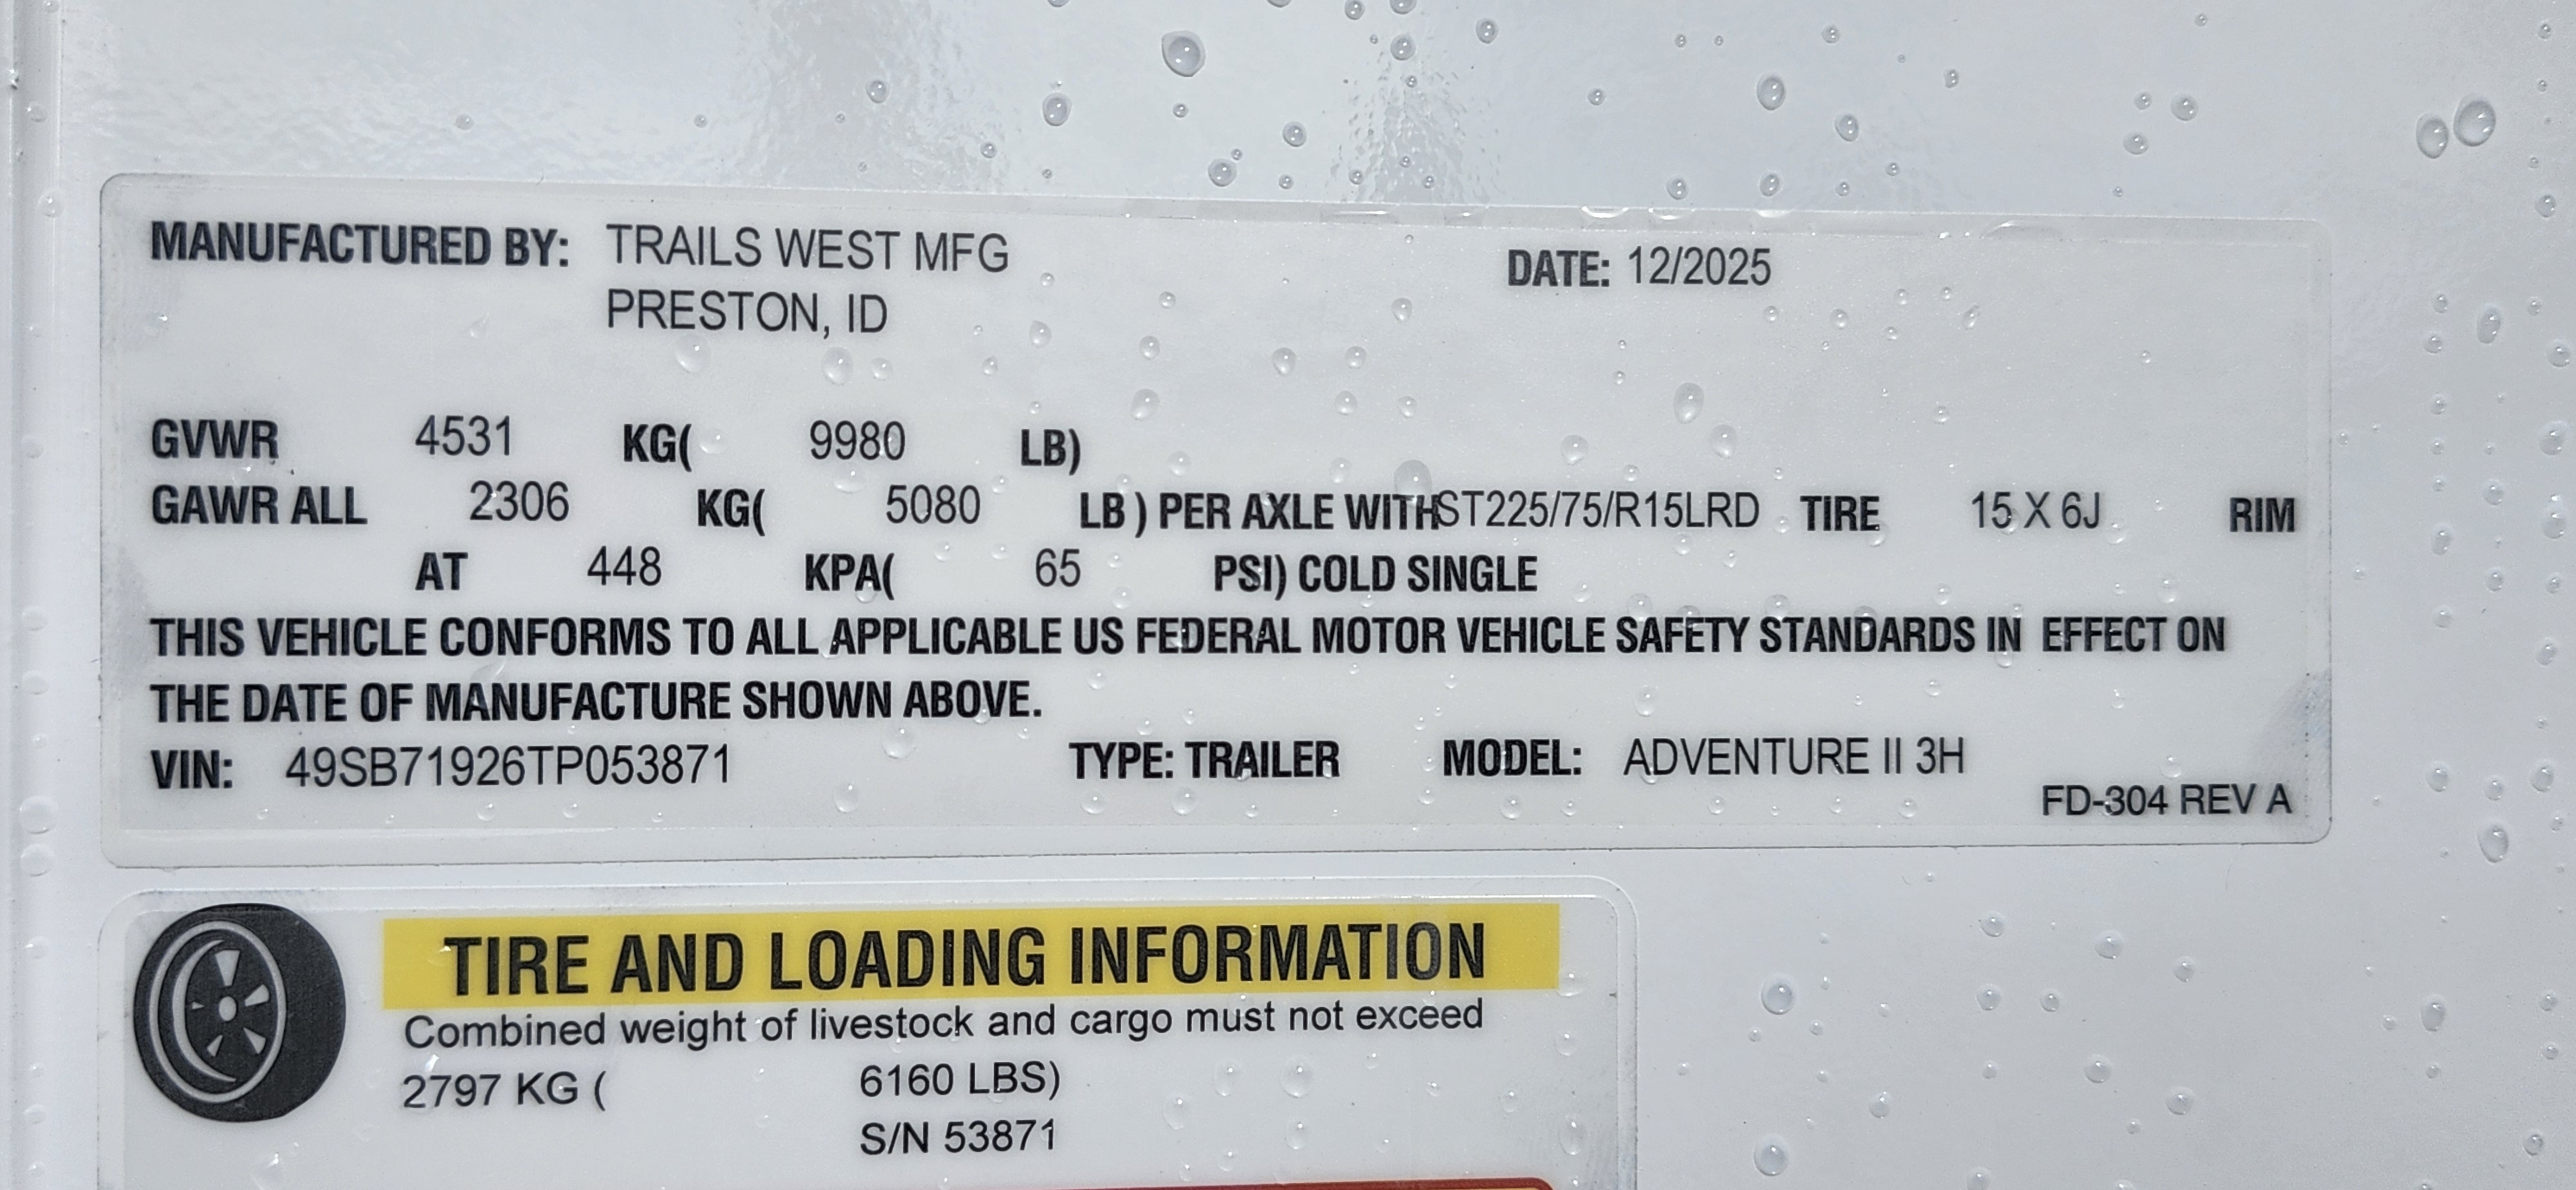 MANUFACTURED BY: TRAILS WEST MFG DATE: 12/2025
PRESTON, ID
GVWR 4531 KG( 9980 LB)
GAWR ALL 2306 KG( 5080 LB ) PER AXLE WITH ST225/75/R15LRD TIRE 15 X 6J RIM
AT 448 KPA( 65 PSI) COLD SINGLE
THIS VEHICLE CONFORMS TO ALL APPLICABLE US FEDERAL MOTOR VEHICLE SAFETY STANDARDS IN EFFECT ON
THE DATE OF MANUFACTURE SHOWN ABOVE.
VIN: 49SB71926TP053871 TYPE: TRAILER MODEL: ADVENTURE II 3H
FD-304 REV A
TIRE AND LOADING INFORMATION
Combined weight of livestock and cargo must not exceed
2797 KG ( 6160 LBS)
S/N 53871